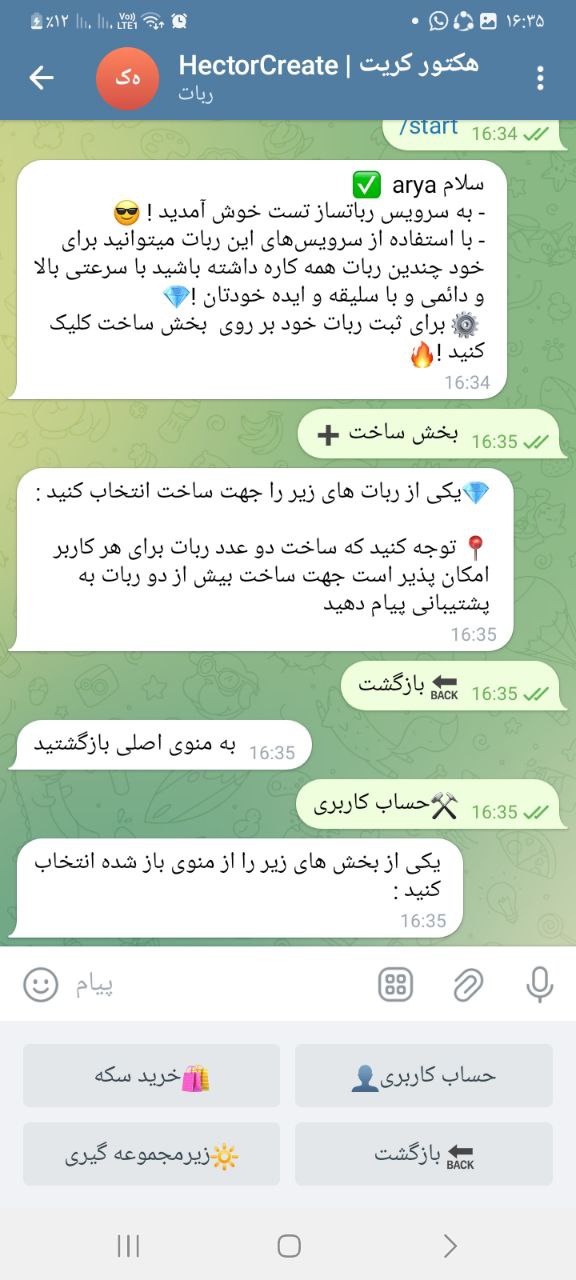 ٪۱۲ Vo)) LTE1 ۱۶:۳۵
HectorCreate | هکتور کریت
ه‌ک
ربات
/start 16:34
سلام arya ✅
- به سرویس رباتساز تست خوش آمدید ! 😎
- با استفاده از سرویس‌های این ربات میتوانید برای
خود چندین ربات همه کاره داشته باشید با سرعتی بالا
و دائمی و با سلیقه و ایده خودتان !💎
⚙️ برای ثبت ربات خود بر روی بخش ساخت کلیک
کنید !🔥
16:34
بخش ساخت ➕ 16:35
💎یکی از ربات های زیر را جهت ساخت انتخاب کنید :
📍 توجه کنید که ساخت دو عدد ربات برای هر کاربر
امکان پذیر است جهت ساخت بیش از دو ربات به
پشتیبانی پیام دهید
16:35
🔙 بازگشت 16:35
به منوی اصلی بازگشتید 16:35
⚒حساب کاربری 16:35
یکی از بخش های زیر را از منوی باز شده انتخاب
کنید :
16:35
پیام
حساب کاربری👤
🛍خرید سکه
🔙 بازگشت
🔆زیرمجموعه گیری